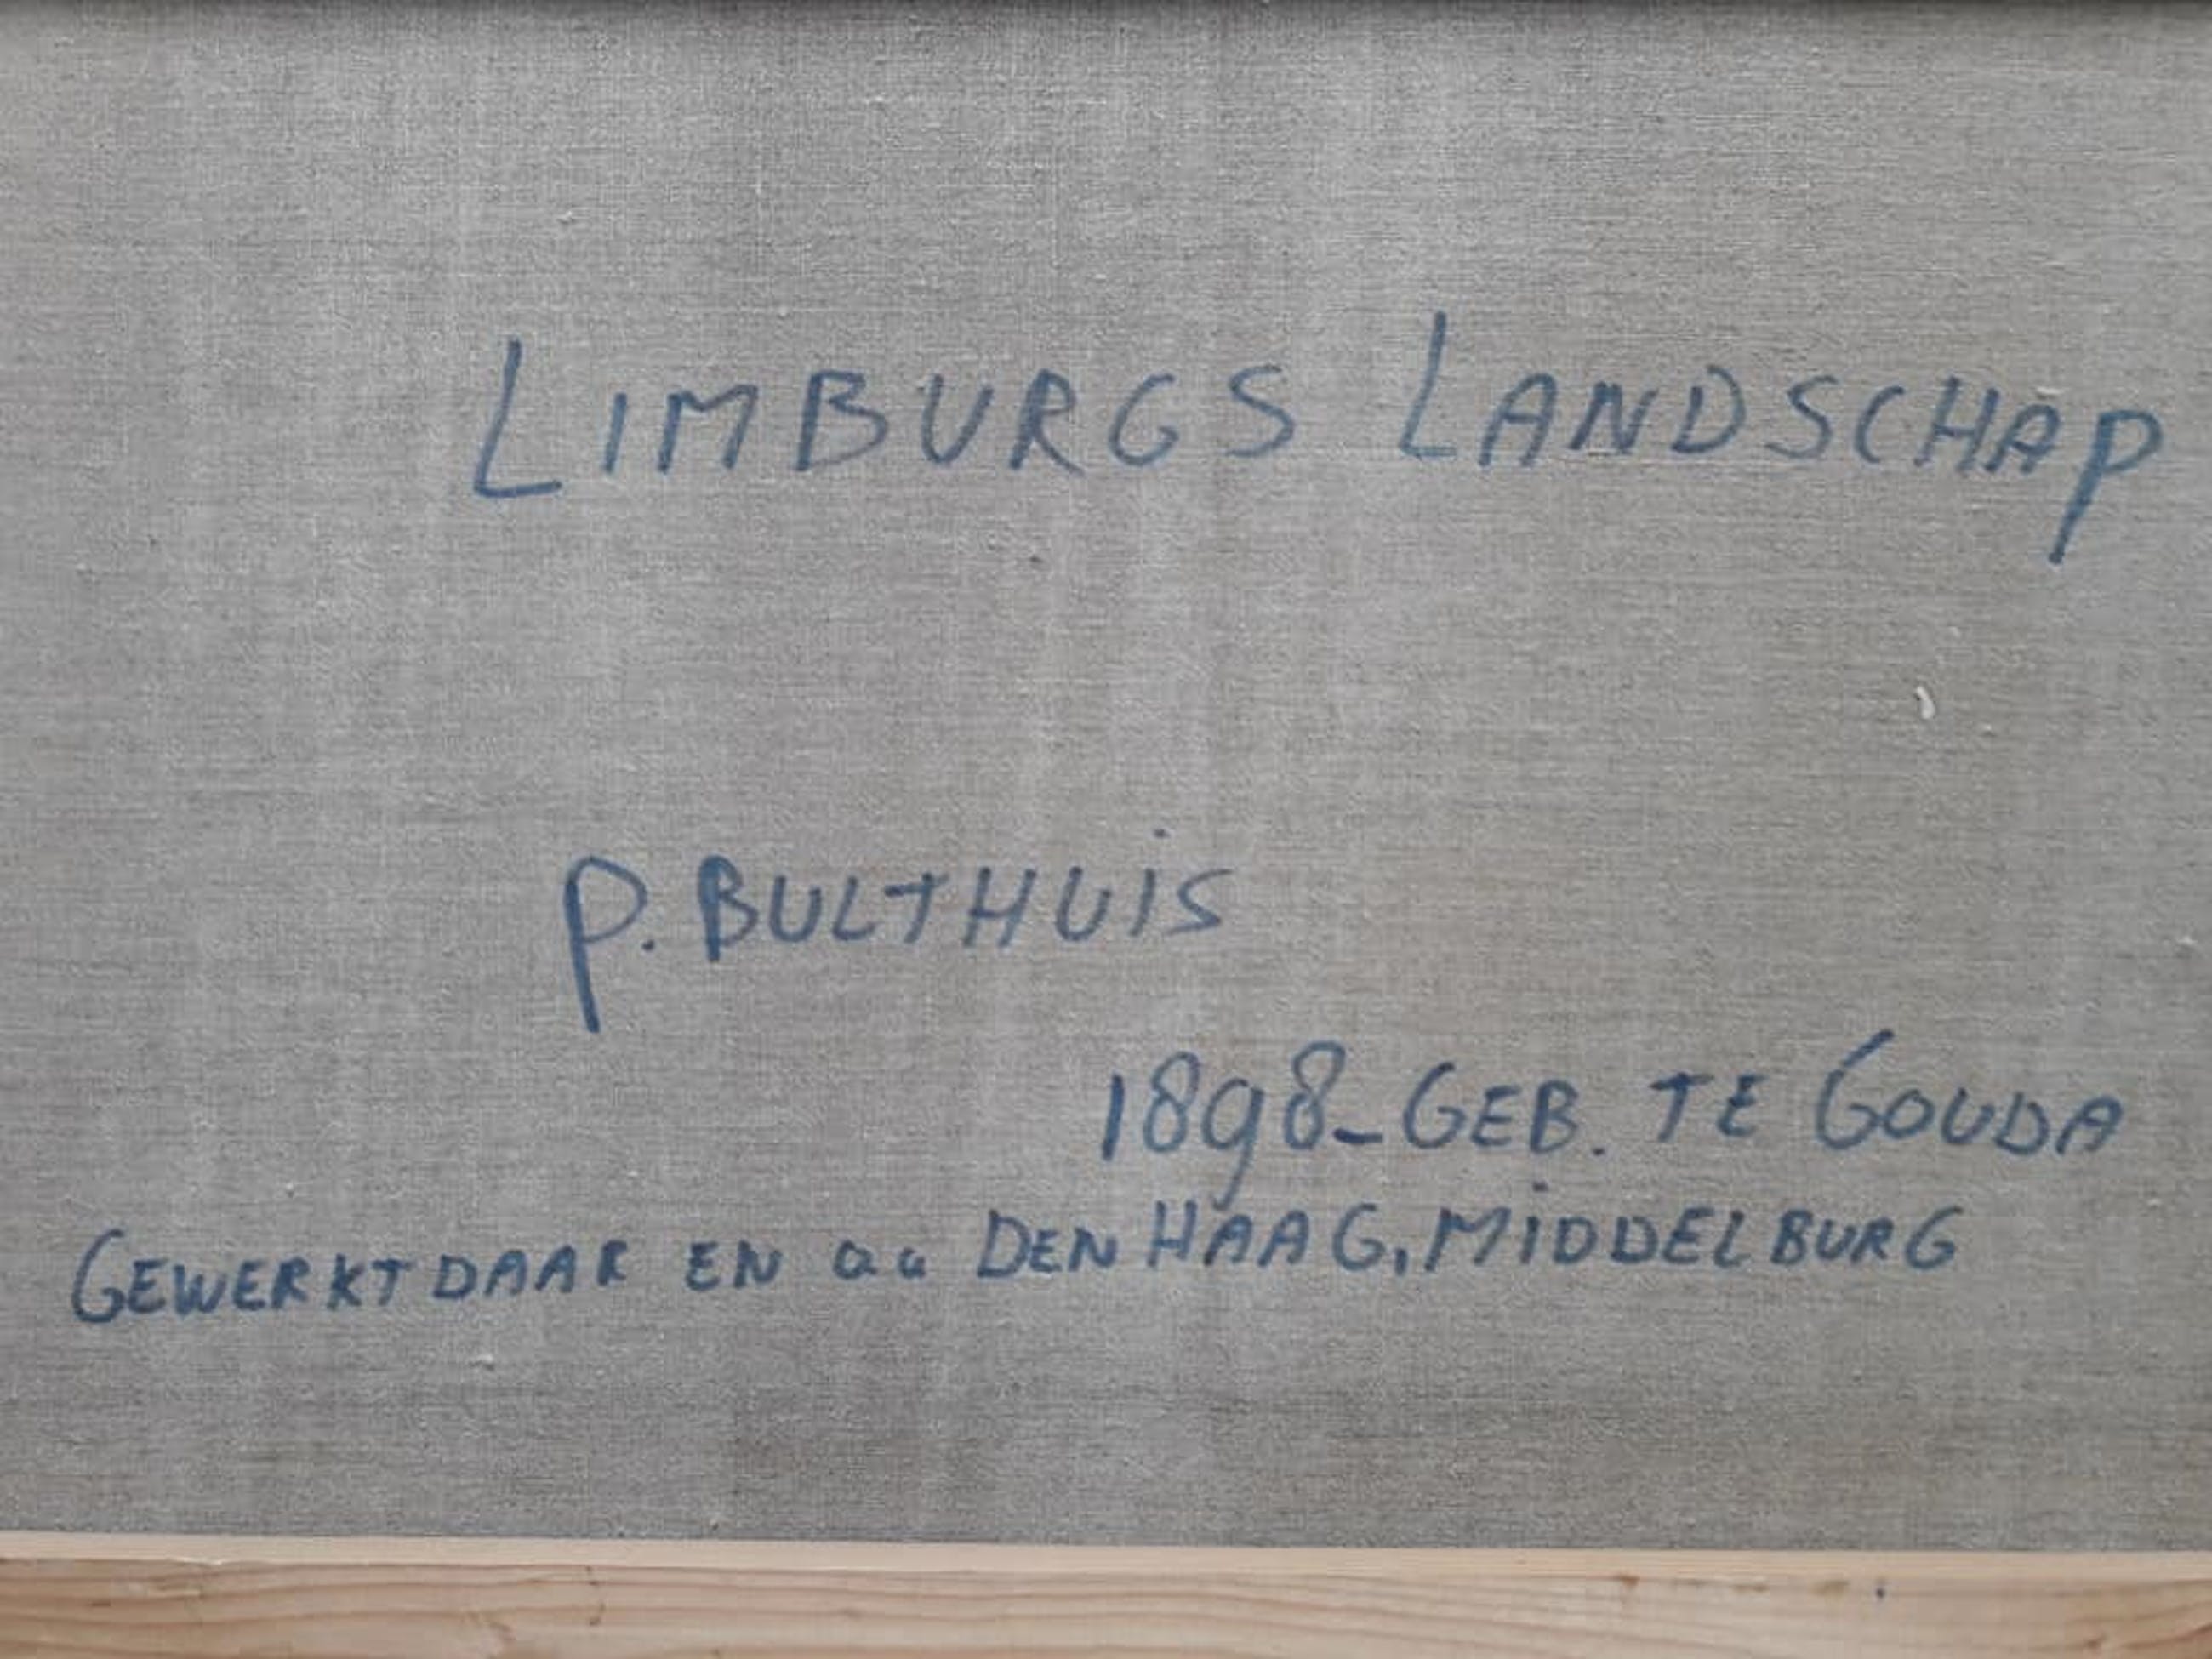 LIMBURGS LANDSCHAP
P. BULTHUiS
1898-GEB. TE GOUDA
GEWERKT DAAR EN a.a DEN HAAG, MiDDELBURG